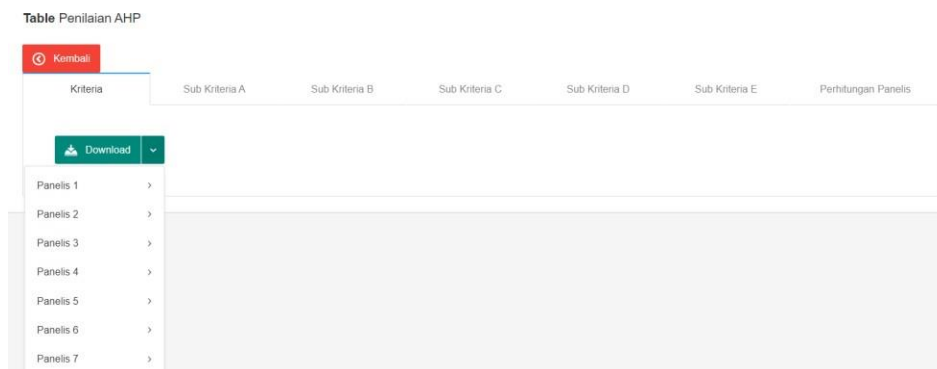 Table Penilaian AHP
Kembali
Kriteria Sub Kriteria A Sub Kriteria B Sub Kriteria C Sub Kriteria D Sub Kriteria E Perhitungan Panelis
Download
Panelis 1
Panelis 2
Panelis 3
Panelis 4
Panelis 5
Panelis 6
Panelis 7